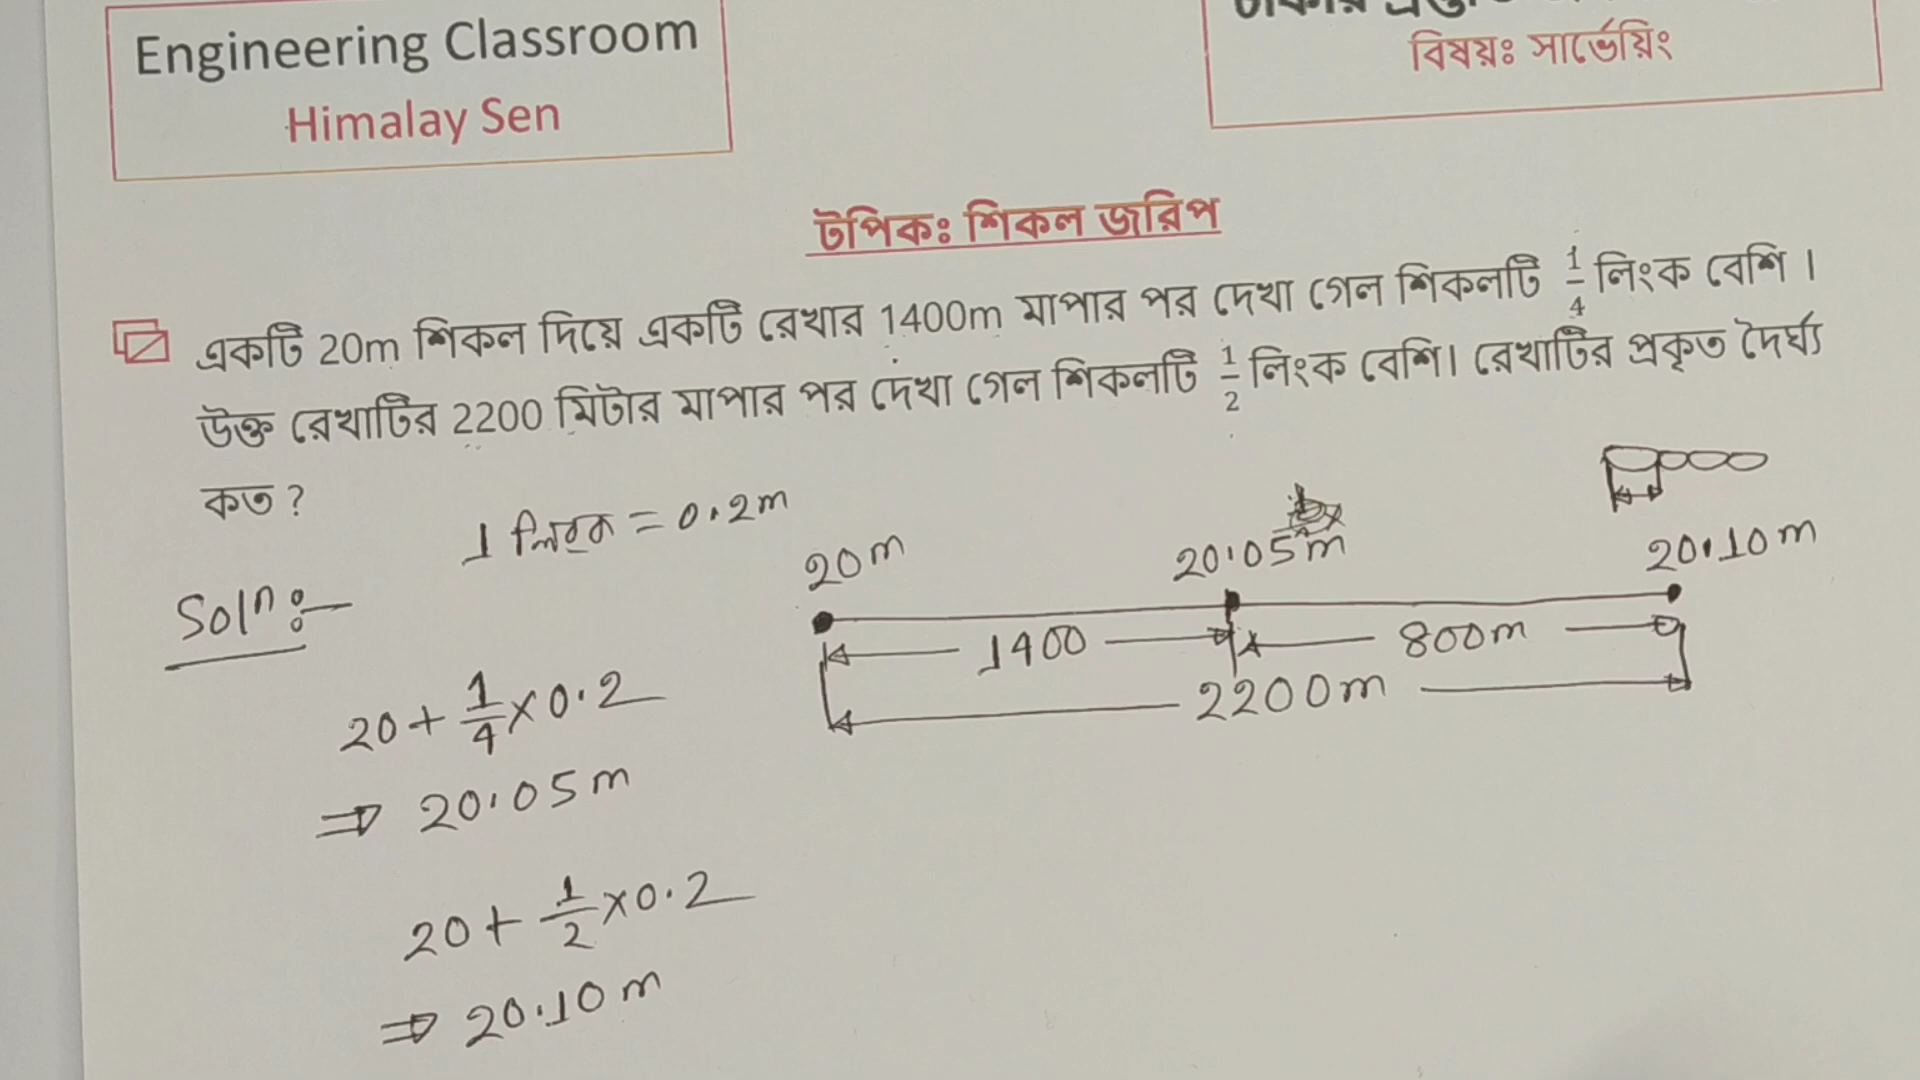 Engineering Classroom
Himalay Sen
বিষয়ঃ সার্ভেয়িং
টপিকঃ শিকল জরিপ
একটি 20m শিকল দিয়ে একটি রেখার 1400m মাপার পর দেখা গেল শিকলটি 1/4 লিংক বেশি ।
উক্ত রেখাটির 2200 মিটার মাপার পর দেখা গেল শিকলটি 1/2 লিংক বেশি। রেখাটির প্রকৃত দৈর্ঘ্য
কত ?
1 লিংক = 0.2m
Soln :-
20m 20.05m 20.10m
1400 800m
2200m
20 + 1/4 × 0.2
⇒ 20.05m
20 + 1/2 × 0.2
⇒ 20.10m